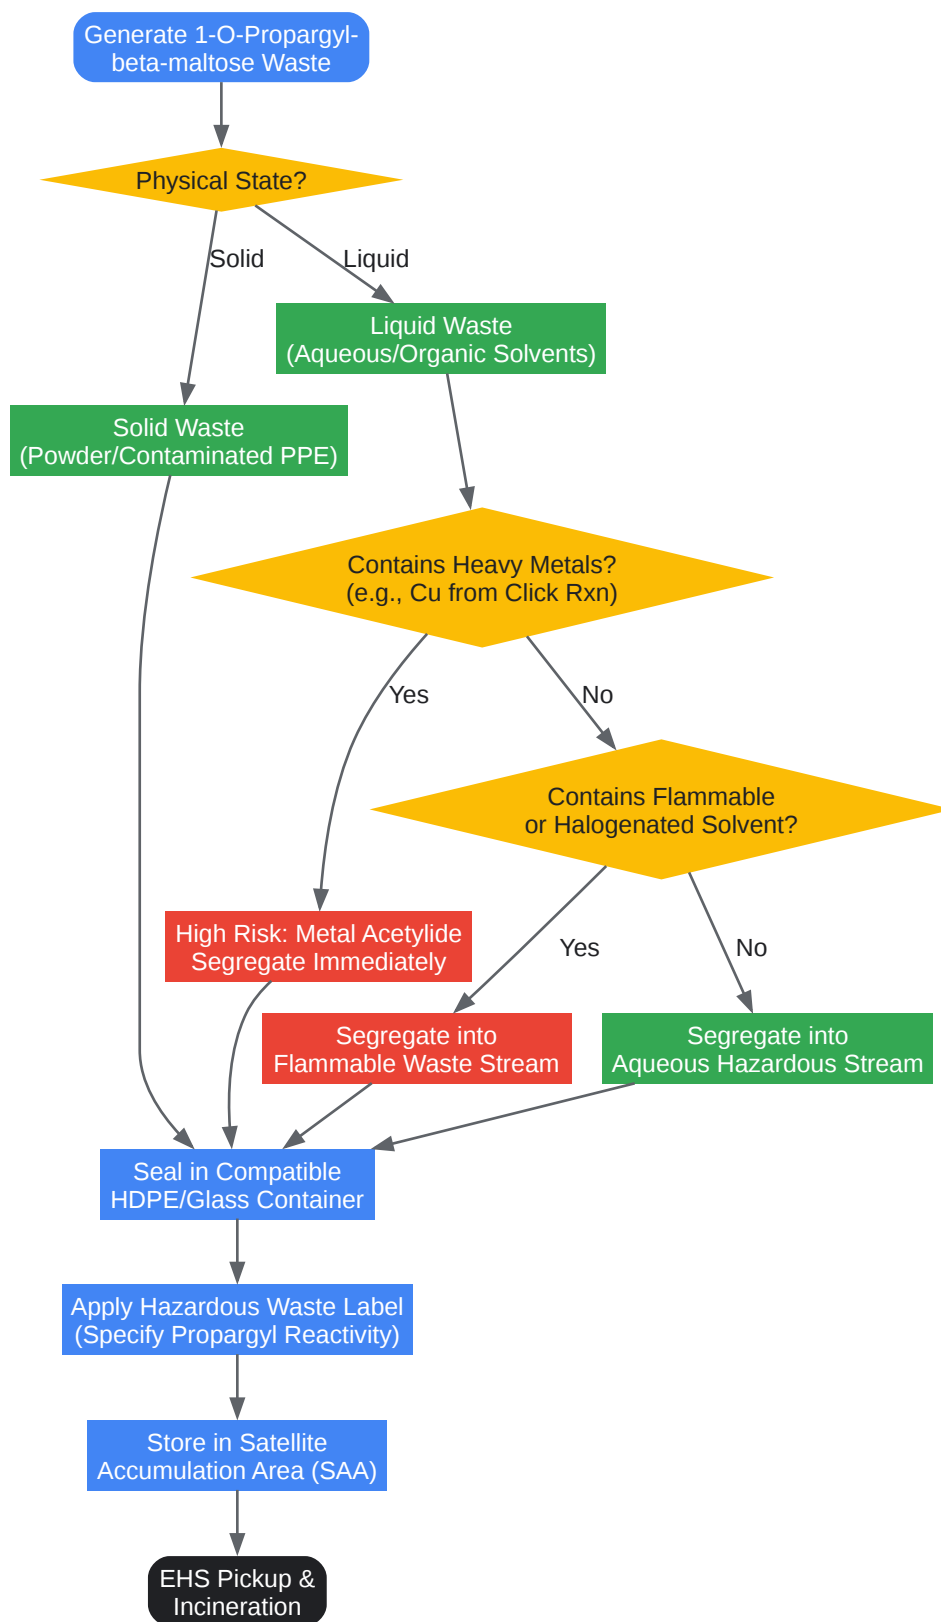 Generate 1-O-Propargyl-
beta-maltose Waste
Physical State?
Solid
Liquid
Liquid Waste
(Aqueous/Organic Solvents)
Solid Waste
(Powder/Contaminated PPE)
Contains Heavy Metals?
(e.g., Cu from Click Rxn)
Yes
No
Contains Flammable
or Halogenated Solvent?
High Risk: Metal Acetylide
Segregate Immediately
Yes
No
Segregate into
Flammable Waste Stream
Segregate into
Aqueous Hazardous Stream
Seal in Compatible
HDPE/Glass Container
Apply Hazardous Waste Label
(Specify Propargyl Reactivity)
Store in Satellite
Accumulation Area (SAA)
EHS Pickup &
Incineration